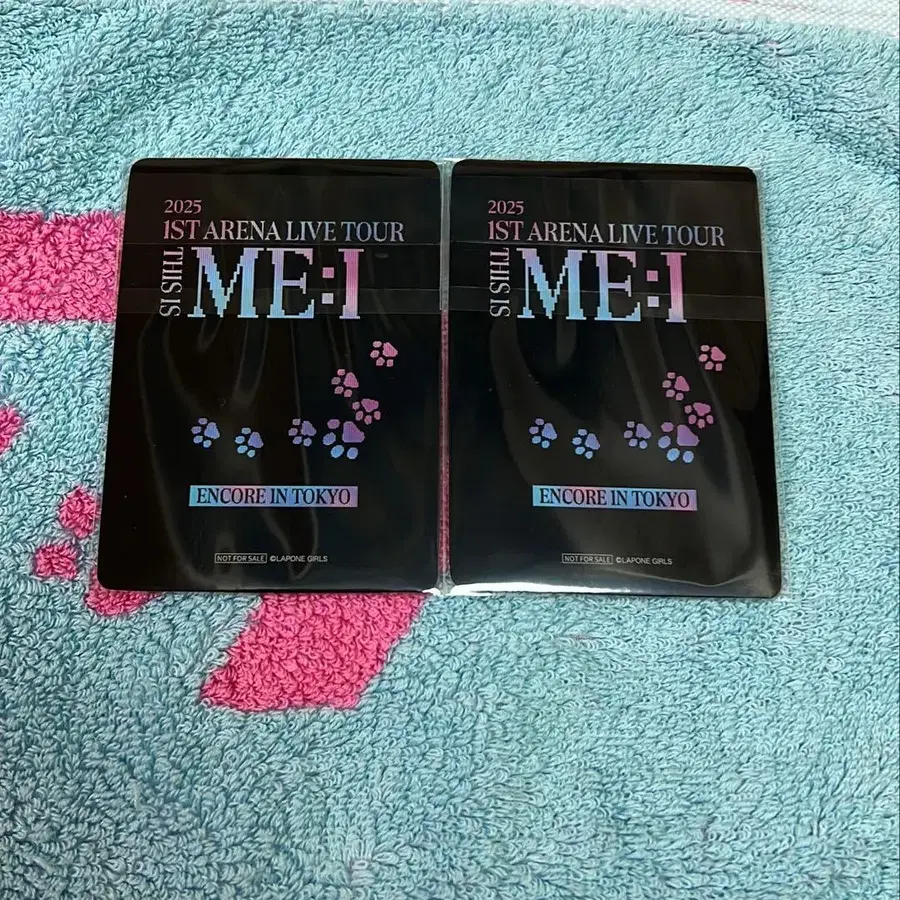 2025
1ST ARENA LIVE TOUR
THIS IS
ME:I
ENCORE IN TOKYO
NOT FOR SALE ©LAPONE GIRLS
2025
1ST ARENA LIVE TOUR
THIS IS
ME:I
ENCORE IN TOKYO
NOT FOR SALE ©LAPONE GIRLS